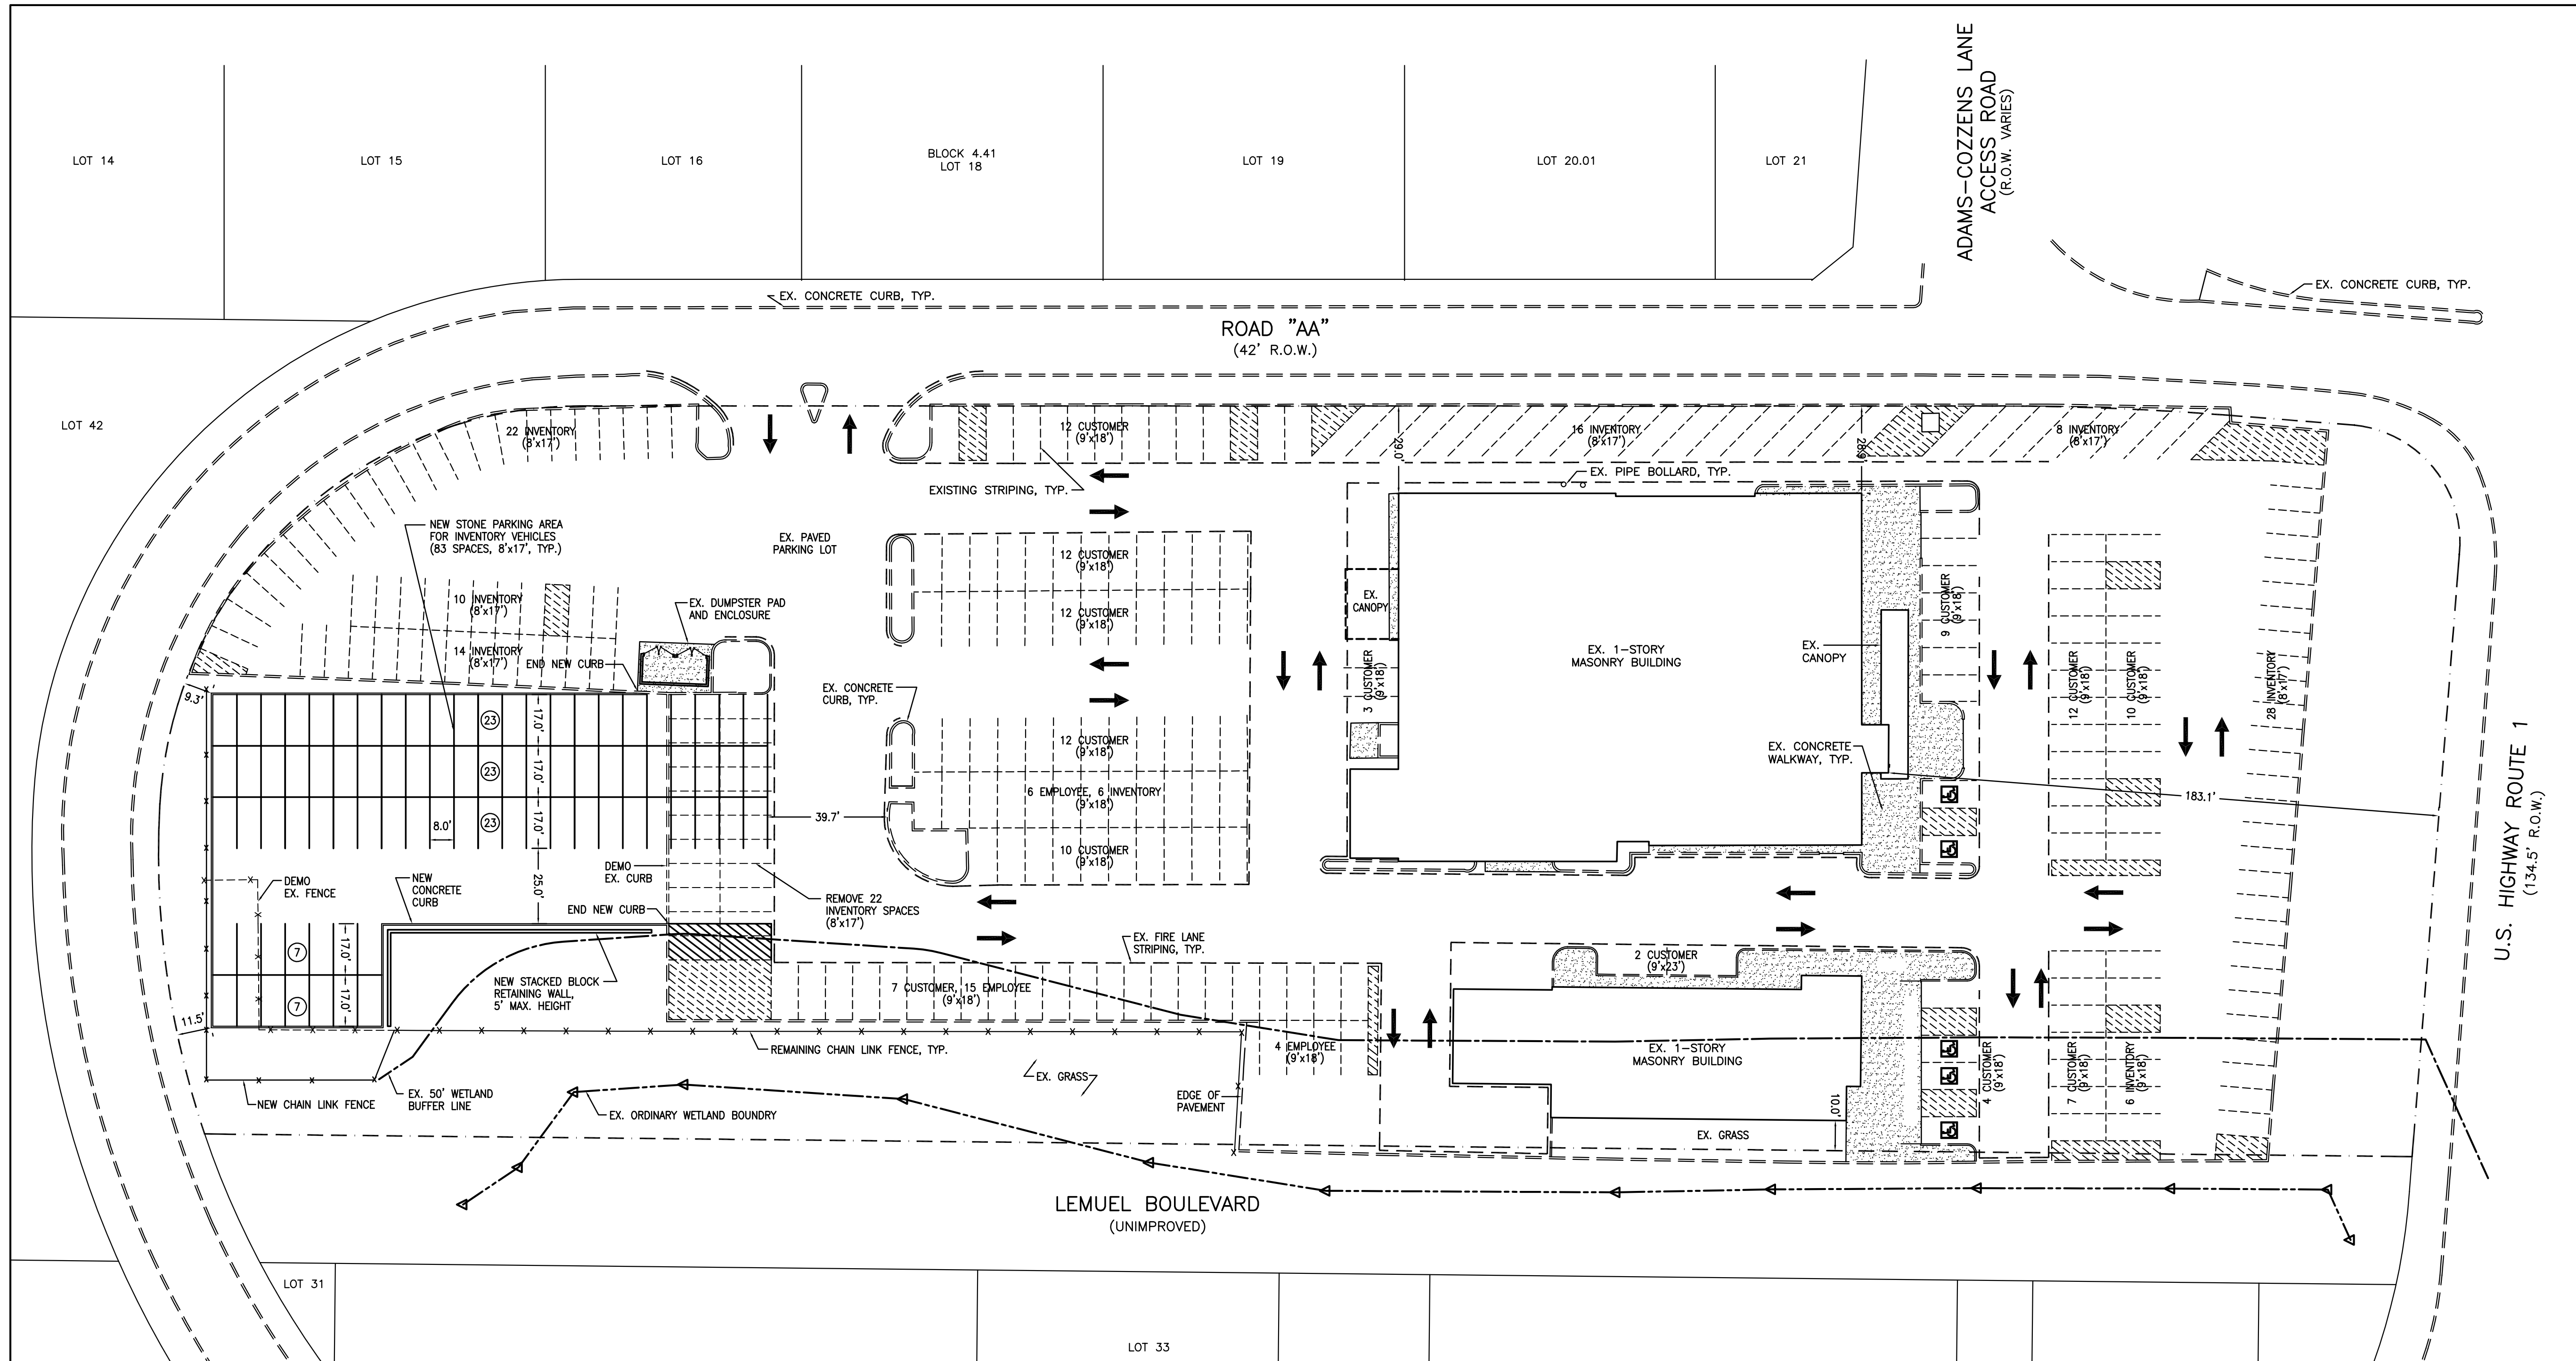 ADAMS-COZZENS LANE
ACCESS ROAD
(R.O.W. VARIES)
LOT 14
LOT 15
LOT 16
BLOCK 4.41
LOT 18
LOT 19
LOT 20.01
LOT 21
EX. CONCRETE CURB, TYP.
EX. CONCRETE CURB, TYP.
ROAD "AA"
(42' R.O.W.)
LOT 42
22 INVENTORY
(8'x17')
12 CUSTOMER
(9'x18')
29.0'
16 INVENTORY
(8'x17')
28.9'
8 INVENTORY
(8'x17')
EXISTING STRIPING, TYP.
EX. PIPE BOLLARD, TYP.
NEW STONE PARKING AREA
FOR INVENTORY VEHICLES
(83 SPACES, 8'x17', TYP.)
EX. PAVED
PARKING LOT
12 CUSTOMER
(9'x18')
12 CUSTOMER
(9'x18')
EX.
CANOPY
10 INVENTORY
(8'x17')
14 INVENTORY
(8'x17')
EX. DUMPSTER PAD
AND ENCLOSURE
END NEW CURB
EX. 1-STORY
MASONRY BUILDING
EX.
CANOPY
9 CUSTOMER
(9'x18')
3 CUSTOMER
(9'x18')
12 CUSTOMER
(9'x18')
10 CUSTOMER
(9'x18')
28 INVENTORY
(8'x17')
9.3'
23
17.0'
23
17.0'
23
17.0'
8.0'
EX. CONCRETE
CURB, TYP.
12 CUSTOMER
(9'x18')
6 EMPLOYEE, 6 INVENTORY
(9'x18')
10 CUSTOMER
(9'x18')
39.7'
EX. CONCRETE
WALKWAY, TYP.
183.1'
U.S. HIGHWAY ROUTE 1
(134.5' R.O.W.)
DEMO
EX. FENCE
NEW
CONCRETE
CURB
25.0'
DEMO
EX. CURB
END NEW CURB
REMOVE 22
INVENTORY SPACES
(8'x17')
7
17.0'
7
17.0'
11.5'
NEW STACKED BLOCK
RETAINING WALL,
5' MAX. HEIGHT
EX. FIRE LANE
STRIPING, TYP.
7 CUSTOMER, 15 EMPLOYEE
(9'x18')
2 CUSTOMER
(9'x23')
REMAINING CHAIN LINK FENCE, TYP.
4 EMPLOYEE
(9'x18')
EX. 1-STORY
MASONRY BUILDING
4 CUSTOMER
(9'x18')
7 CUSTOMER
(9'x18')
6 INVENTORY
(9'x18')
NEW CHAIN LINK FENCE
EX. 50' WETLAND
BUFFER LINE
EX. ORDINARY WETLAND BOUNDRY
EX. GRASS
EDGE OF
PAVEMENT
10.0'
EX. GRASS
LEMUEL BOULEVARD
(UNIMPROVED)
LOT 31
LOT 33